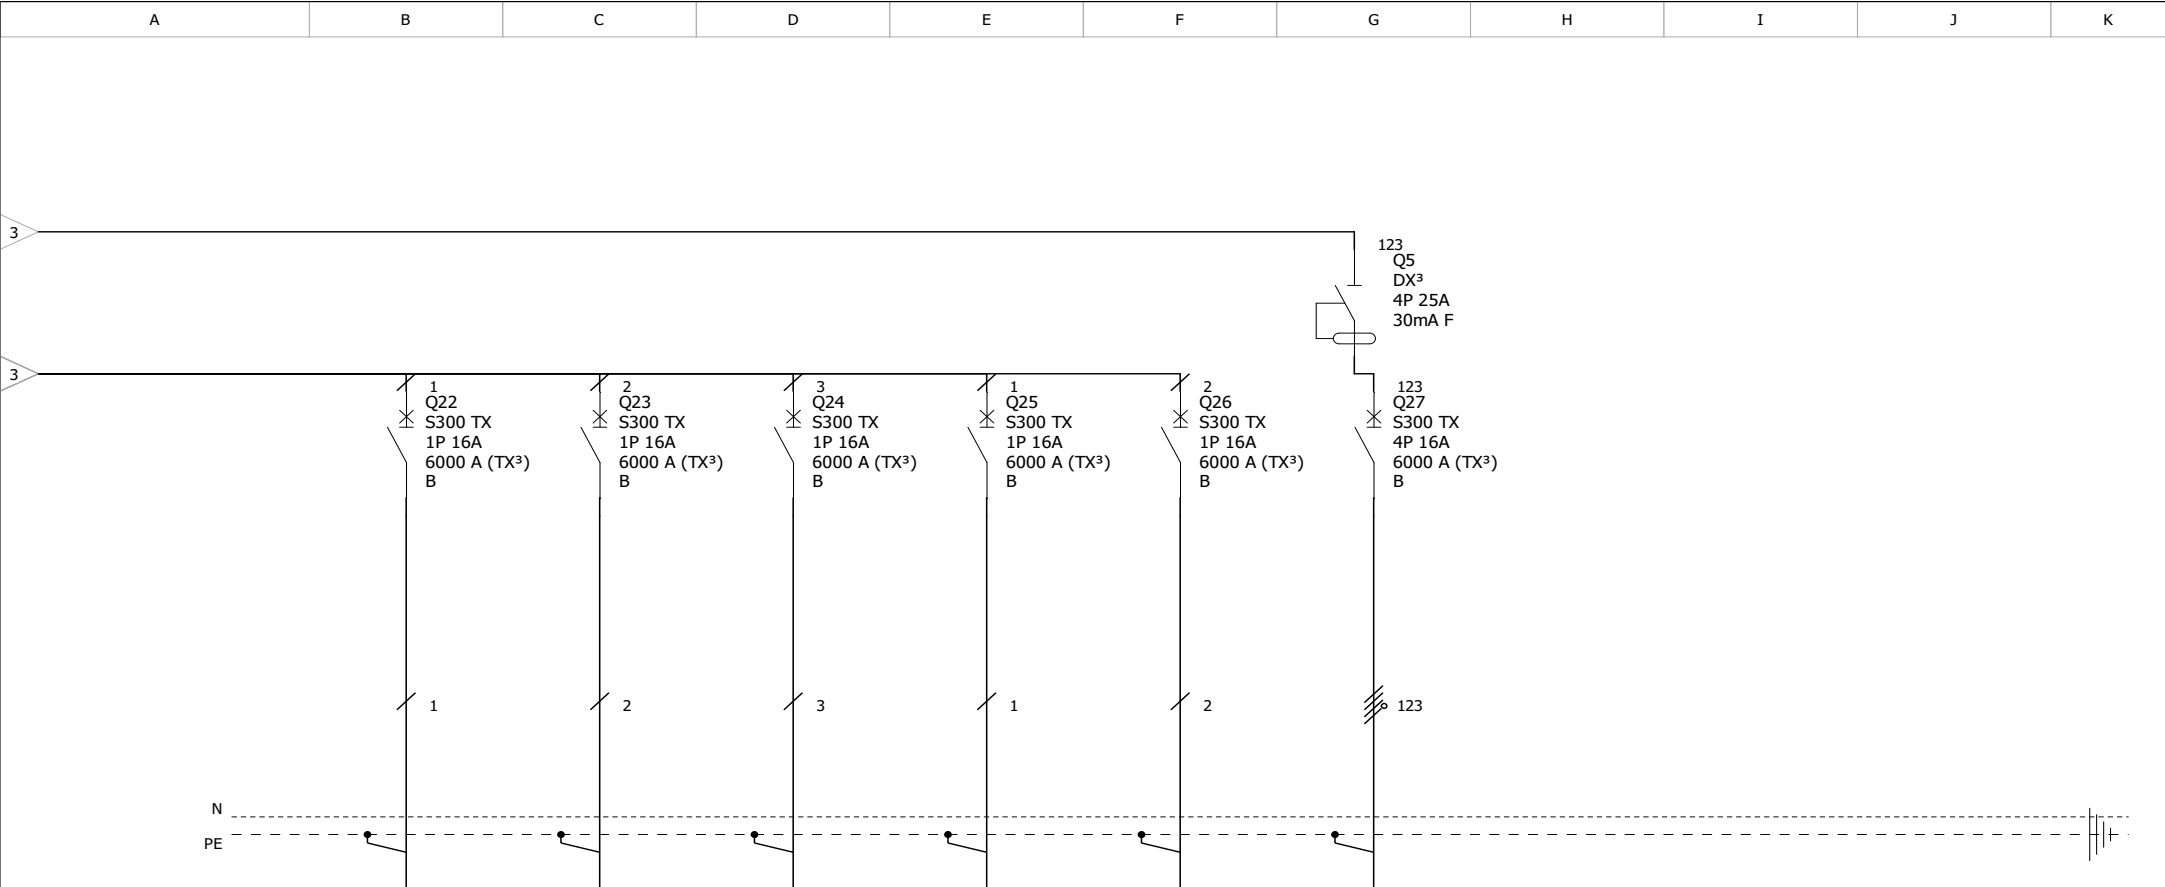 A B C D E F G H I J K
3
123
Q5
DX³
4P 25A
30mA F
3
1 2 3 1 2 123
Q22 Q23 Q24 Q25 Q26 Q27
S300 TX S300 TX S300 TX S300 TX S300 TX S300 TX
1P 16A 1P 16A 1P 16A 1P 16A 1P 16A 4P 16A
6000 A (TX³) 6000 A (TX³) 6000 A (TX³) 6000 A (TX³) 6000 A (TX³) 6000 A (TX³)
B B B B B B
1 2 3 1 2 123
N
PE